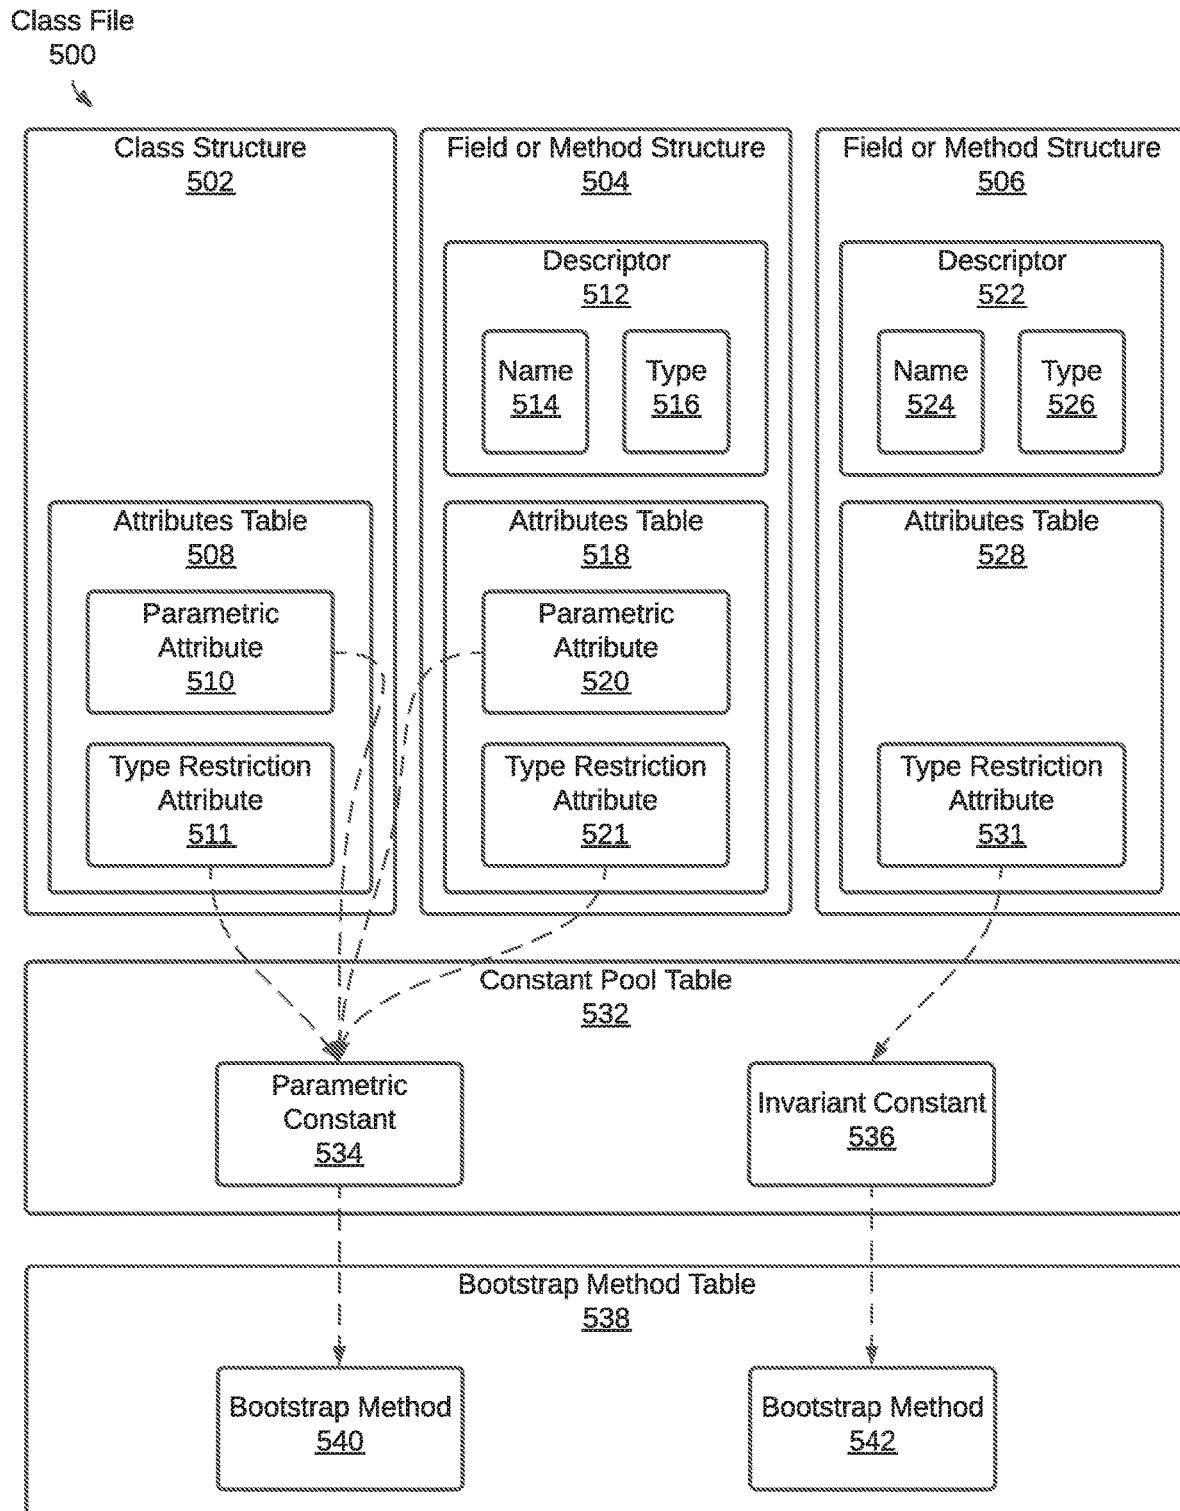 Class File
500
Class Structure
502
Field or Method Structure
504
Field or Method Structure
506
Descriptor
512
Name
514
Type
516
Descriptor
522
Name
524
Type
526
Attributes Table
508
Parametric
Attribute
510
Type Restriction
Attribute
511
Attributes Table
518
Parametric
Attribute
520
Type Restriction
Attribute
521
Attributes Table
528
Type Restriction
Attribute
531
Constant Pool Table
532
Parametric
Constant
534
Invariant Constant
536
Bootstrap Method Table
538
Bootstrap Method
540
Bootstrap Method
542